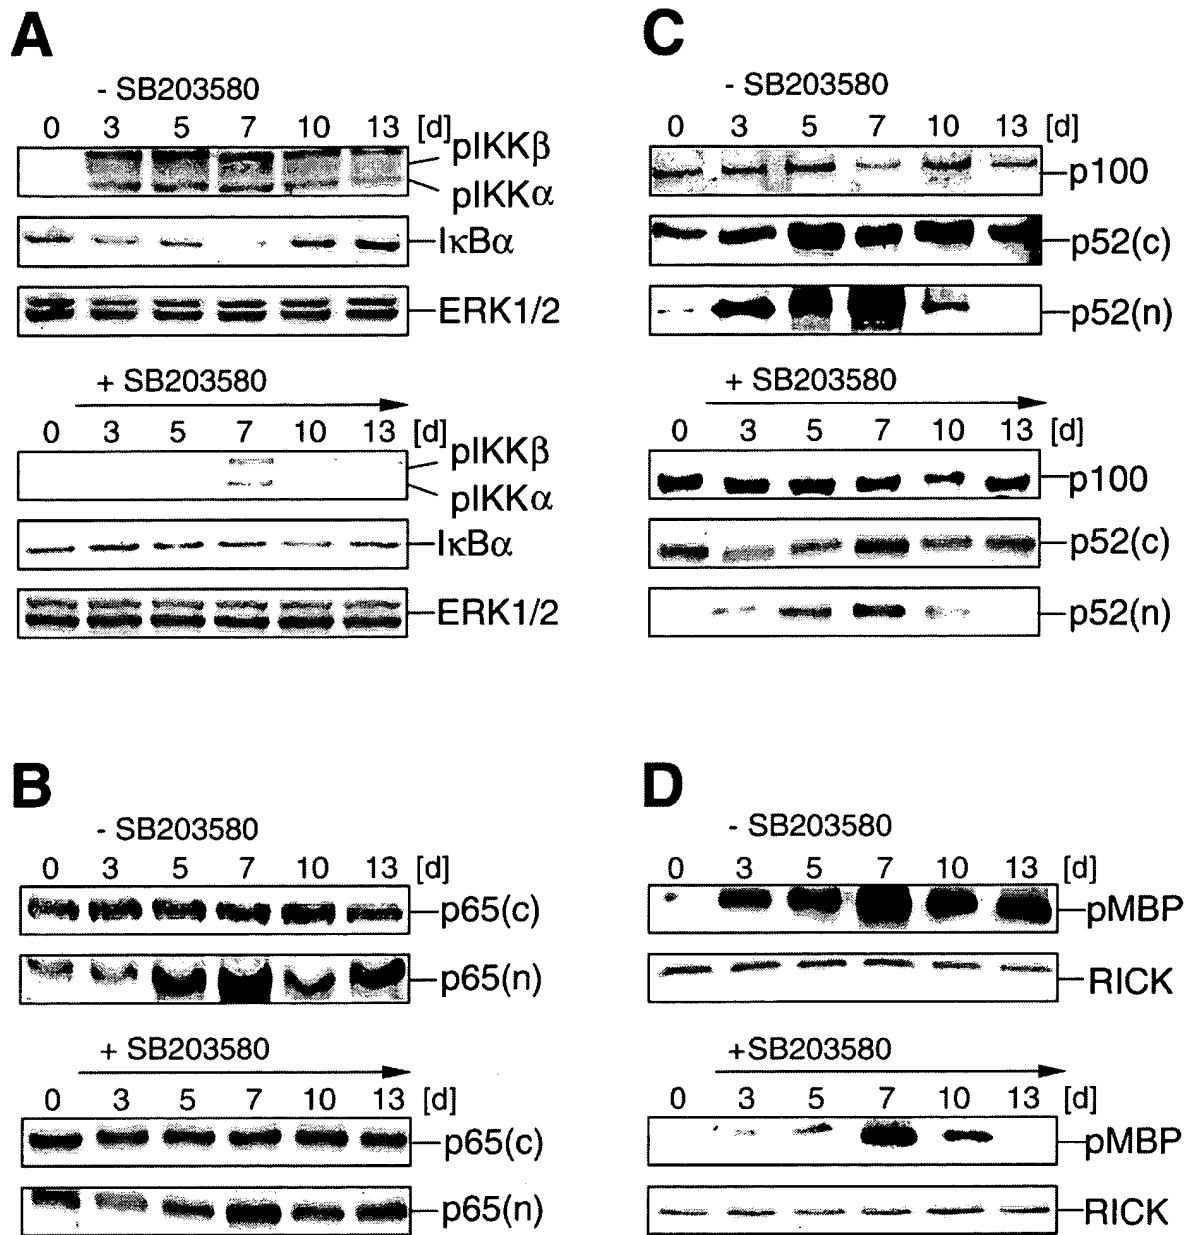 A
- SB203580
0 3 5 7 10 13 [d]
pIKKβ
pIKKα
IκBα
ERK1/2
+ SB203580
0 3 5 7 10 13 [d]
pIKKβ
pIKKα
IκBα
ERK1/2
B
- SB203580
0 3 5 7 10 13 [d]
p65(c)
p65(n)
+ SB203580
0 3 5 7 10 13 [d]
p65(c)
p65(n)
C
- SB203580
0 3 5 7 10 13 [d]
p100
p52(c)
p52(n)
+ SB203580
0 3 5 7 10 13 [d]
p100
p52(c)
p52(n)
D
- SB203580
0 3 5 7 10 13 [d]
pMBP
RICK
+SB203580
0 3 5 7 10 13 [d]
pMBP
RICK